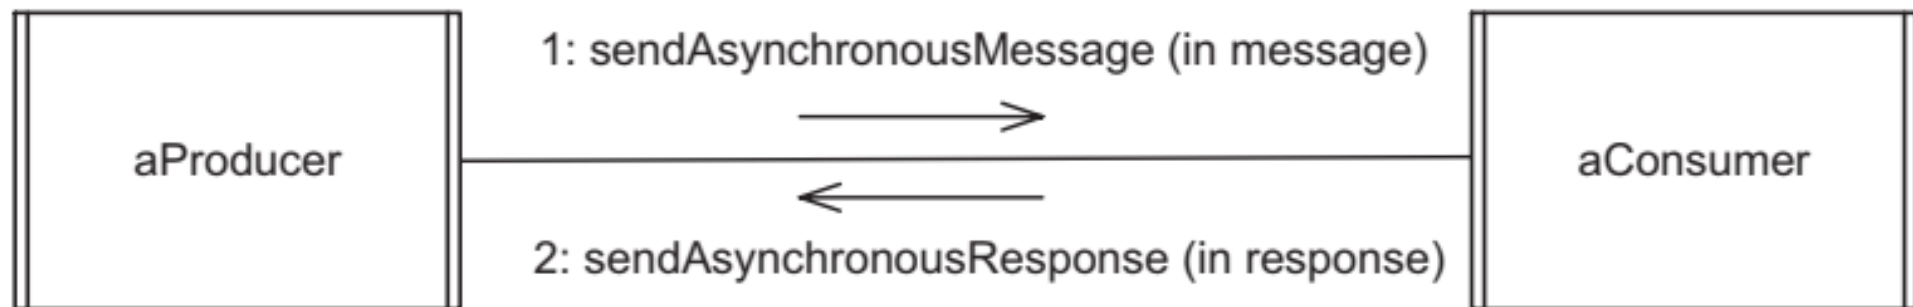 1: sendAsynchronousMessage (in message)
aProducer
aConsumer
2: sendAsynchronousResponse (in response)